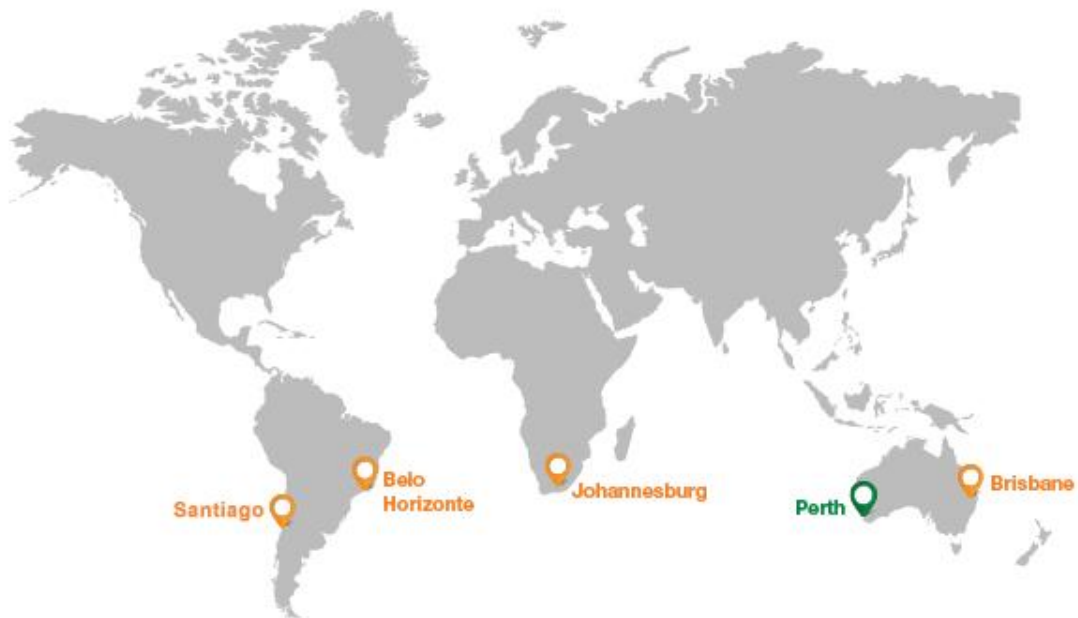 Belo
Horizonte
Santiago
Johannesburg
Perth
Brisbane